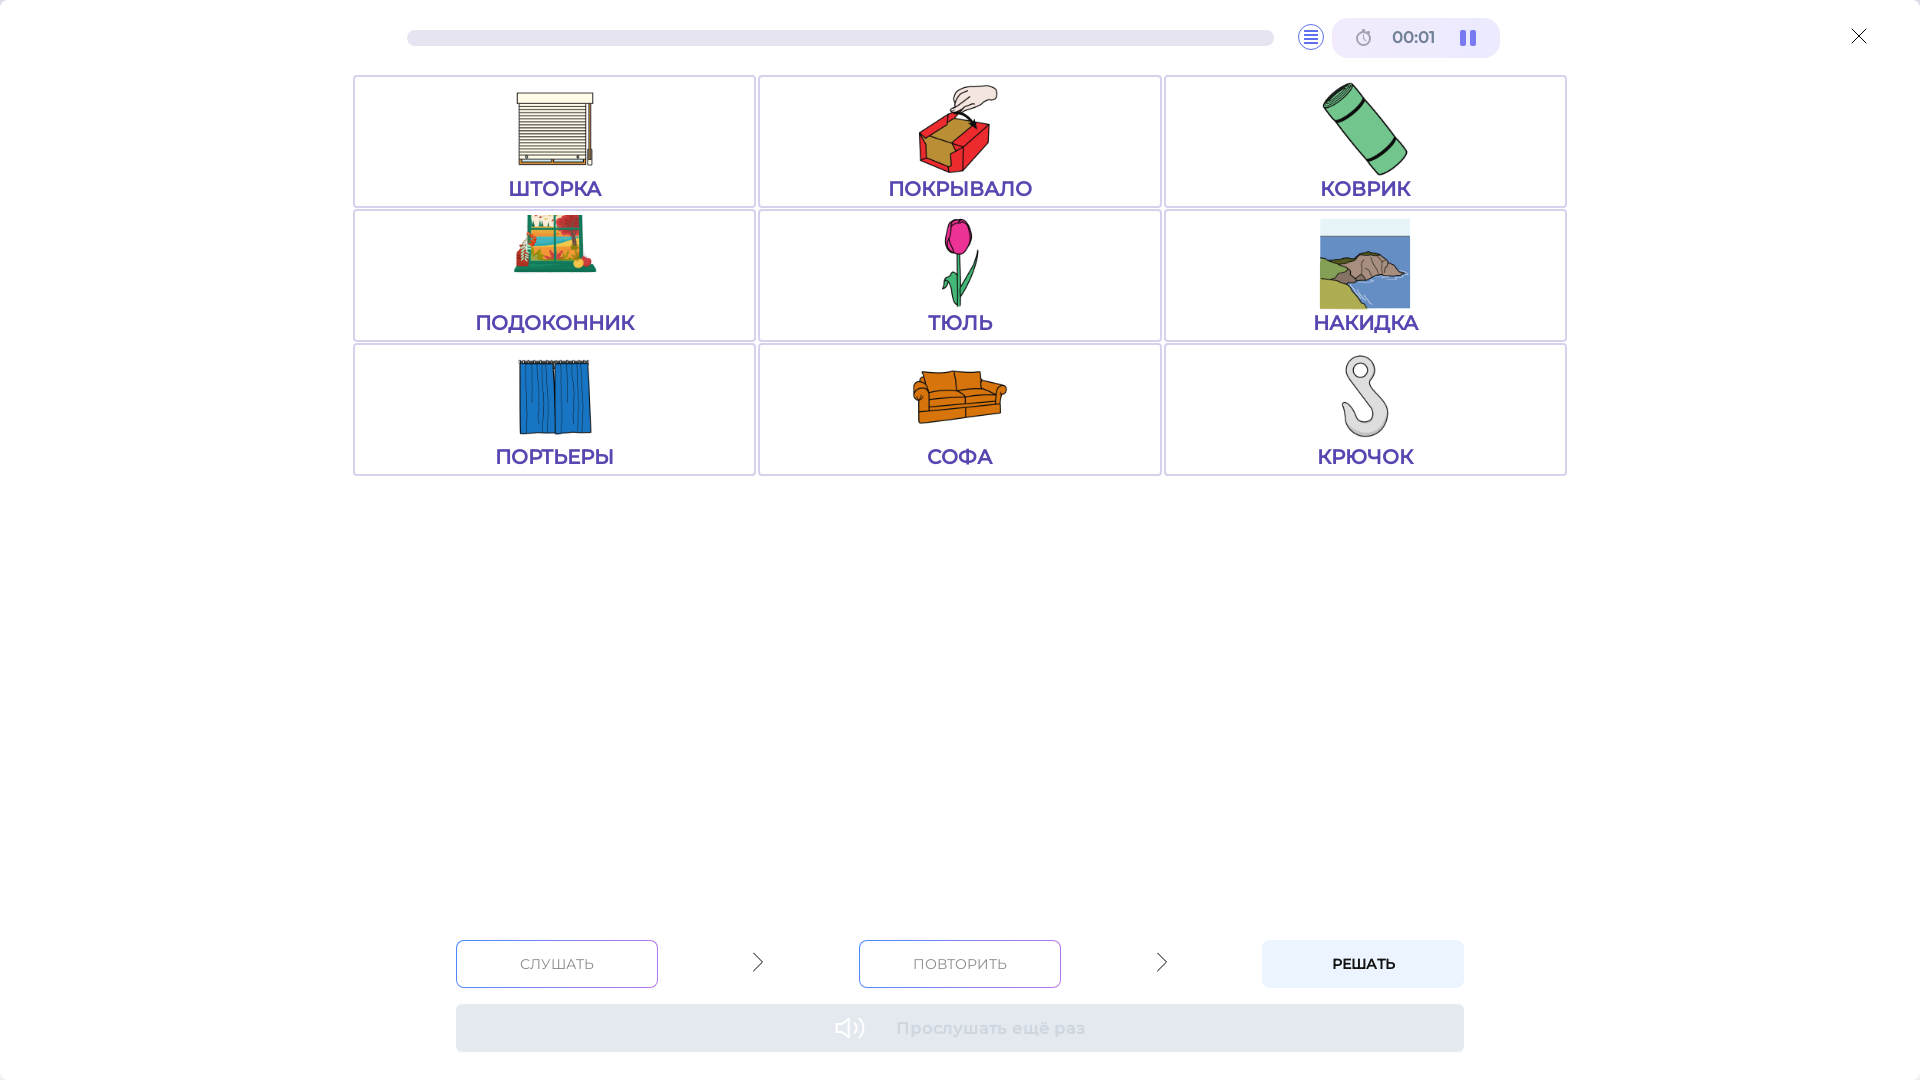 00:01
ШТОРКА
ПОКРЫВАЛО
КОВРИК
ПОДОКОННИК
ТЮЛЬ
НАКИДКА
ПОРТЬЕРЫ
СОФА
КРЮЧОК
СЛУШАТЬ
ПОВТОРИТЬ
РЕШАТЬ
Прослушать ещё раз